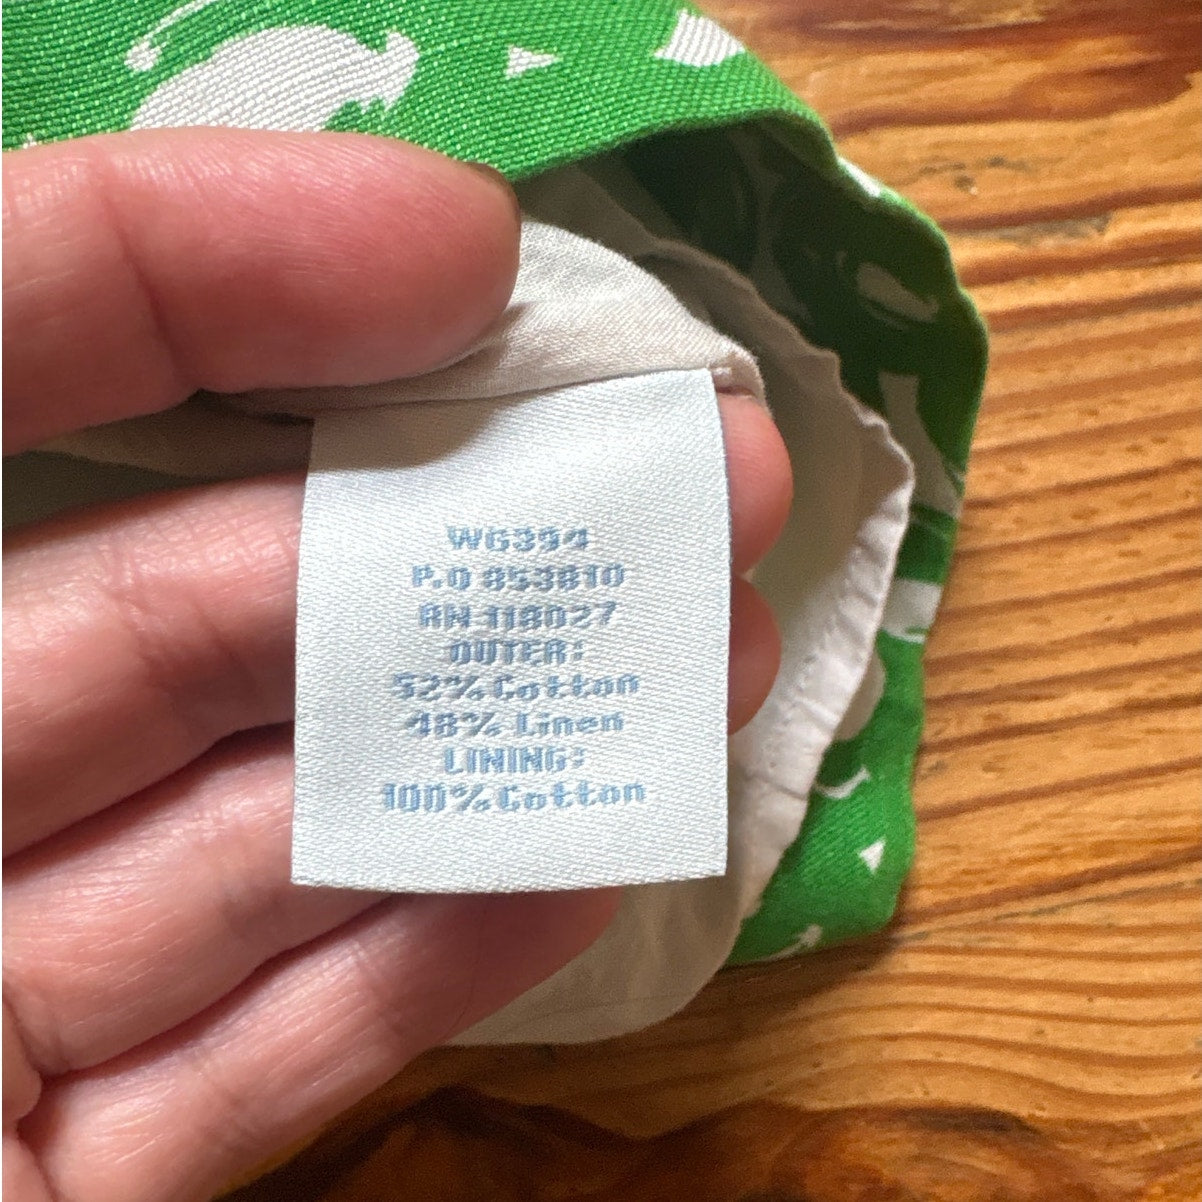 WG394
P.O 853810
RN 118027
OUTER:
52% Cotton
48% Linen
LINING:
100% Cotton